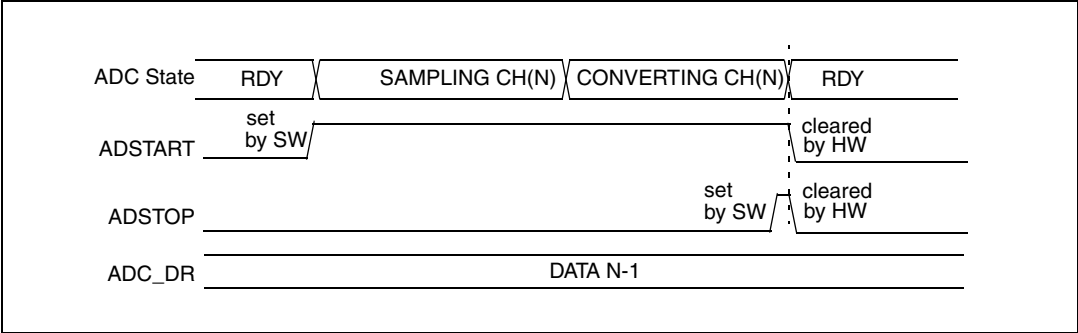 ADC State RDY SAMPLING CH(N) CONVERTING CH(N) RDY
set
by SW
cleared
by HW
ADSTART
set
by SW
cleared
by HW
ADSTOP
ADC_DR DATA N-1